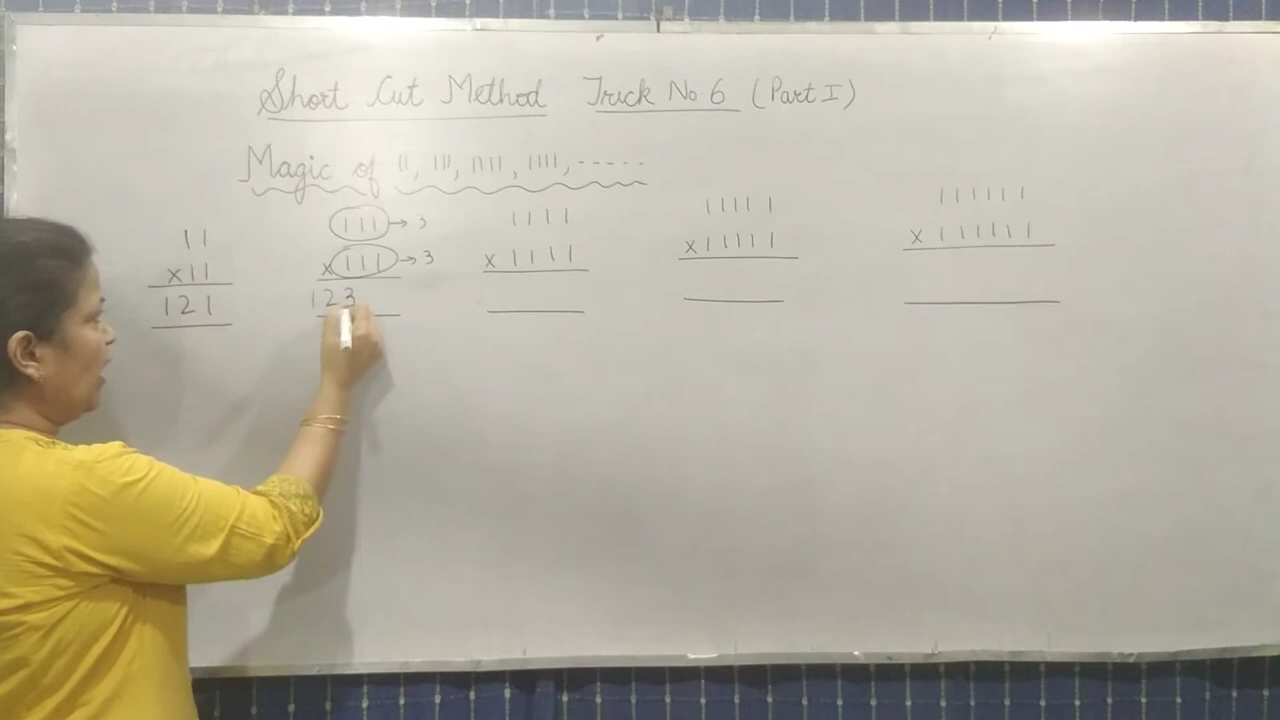 Short Cut Method Trick No. 6 (Part I)
Magic of 11, 111, 1111, 1111, ------
11
x11
121
111 → 3
x111 → 3
123
1111
x1111
11111
x11111
111111
x111111